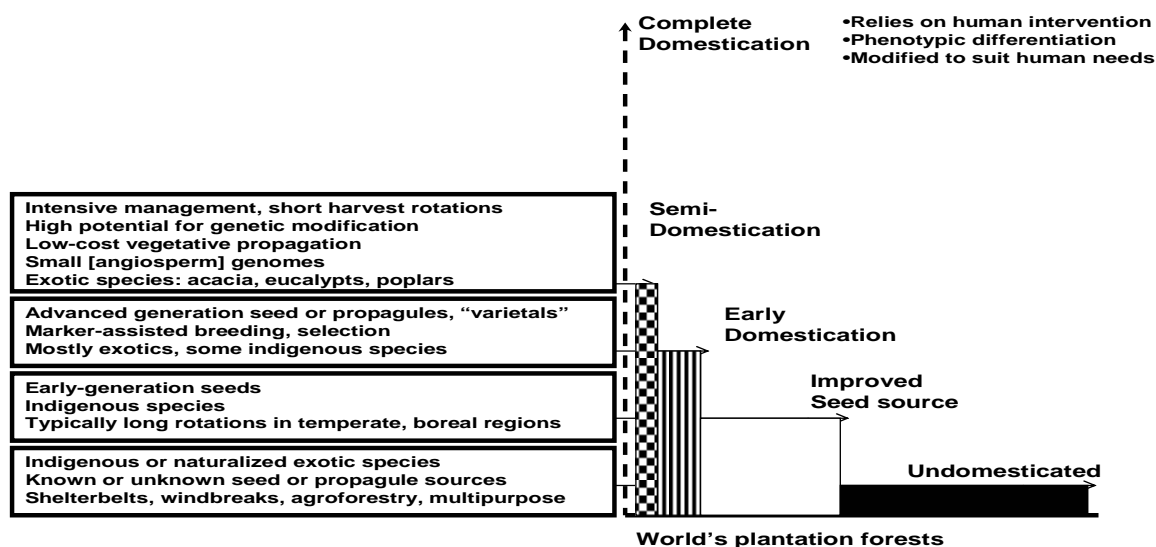 Complete
Domestication
•Relies on human intervention
•Phenotypic differentiation
•Modified to suit human needs
Intensive management, short harvest rotations
High potential for genetic modification
Low-cost vegetative propagation
Small [angiosperm] genomes
Exotic species: acacia, eucalypts, poplars
Semi-
Domestication
Advanced generation seed or propagules, “varietals”
Marker-assisted breeding, selection
Mostly exotics, some indigenous species
Early
Domestication
Early-generation seeds
Indigenous species
Typically long rotations in temperate, boreal regions
Improved
Seed source
Indigenous or naturalized exotic species
Known or unknown seed or propagule sources
Shelterbelts, windbreaks, agroforestry, multipurpose
Undomesticated
World's plantation forests